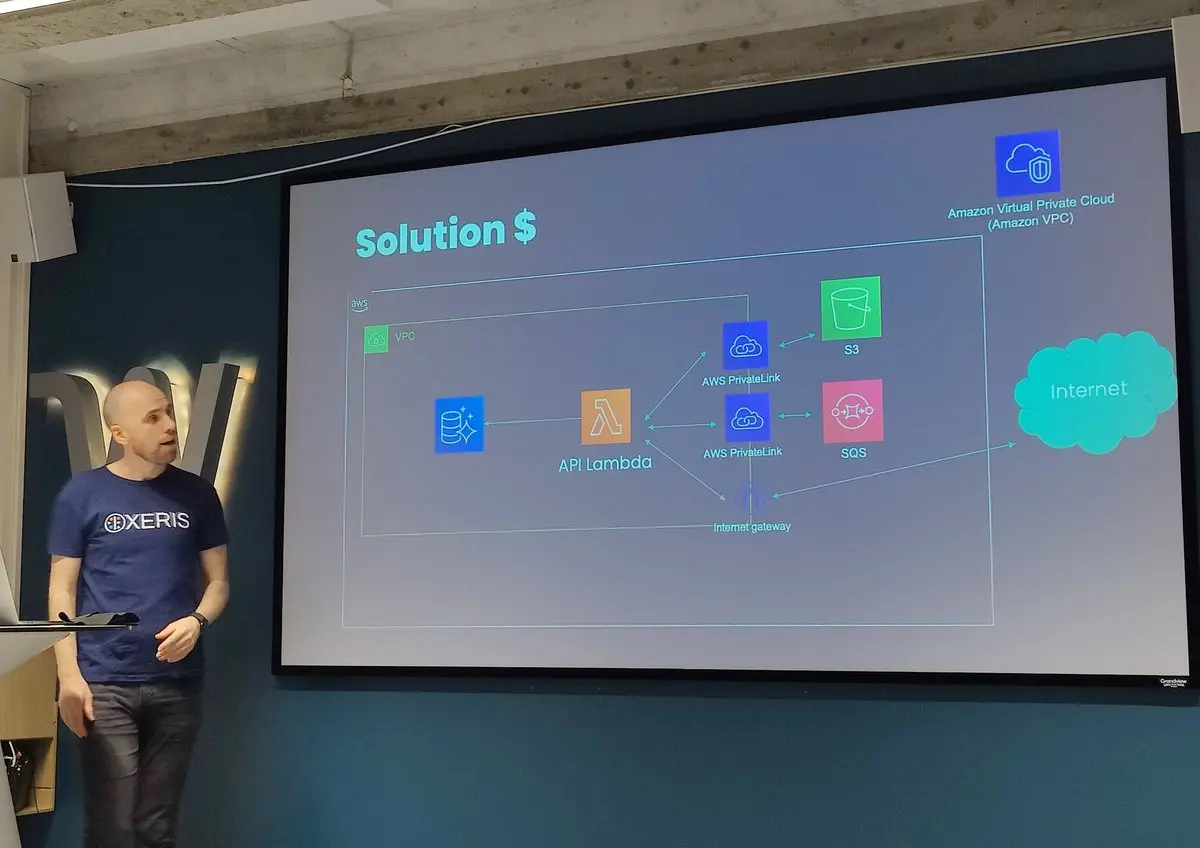 Solution $
Amazon Virtual Private Cloud
(Amazon VPC)
aws
VPC
S3
AWS PrivateLink
Internet
AWS PrivateLink
SQS
API Lambda
Internet gateway
OXERIS
Grandview